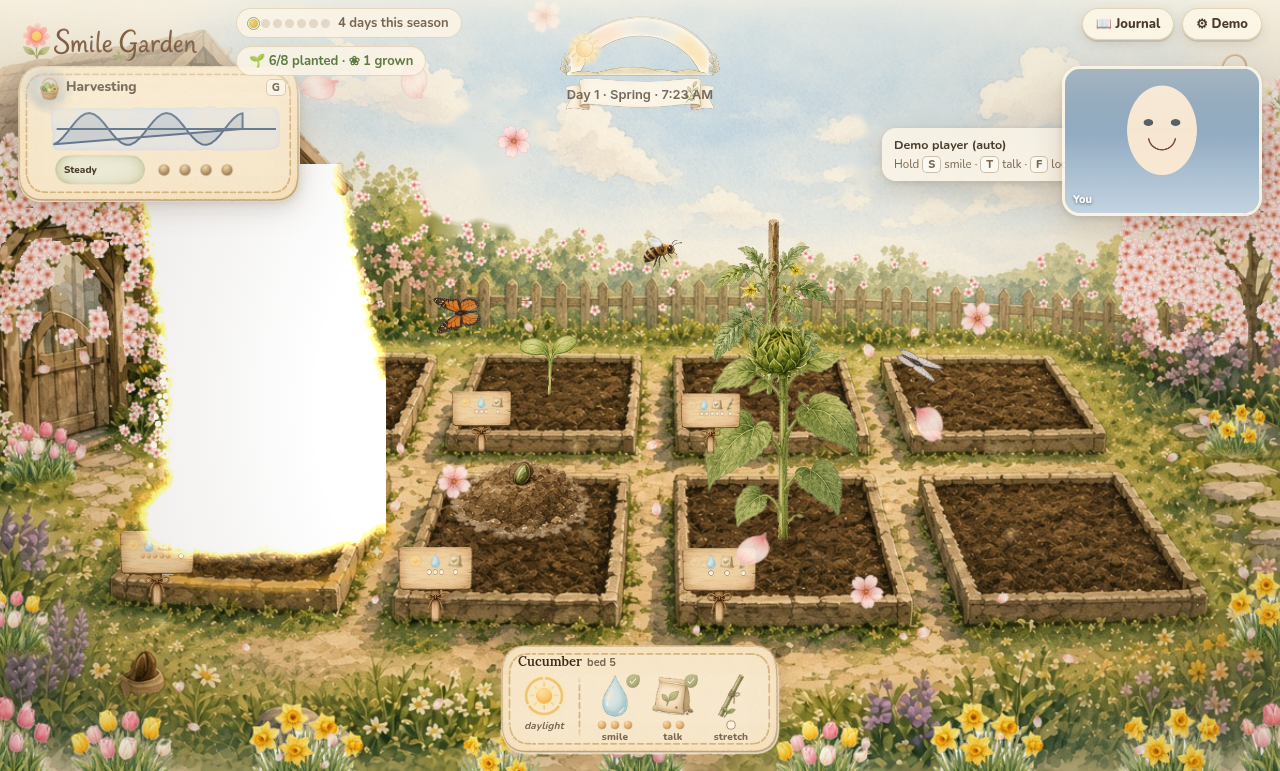 Smile Garden
4 days this season
6/8 planted · 1 grown
Day 1 · Spring · 7:23 AM
Journal
Demo
Harvesting
G
Steady
Demo player (auto)
Hold S smile · T talk · F lo
You
Cucumber bed 5
daylight
smile
talk
stretch